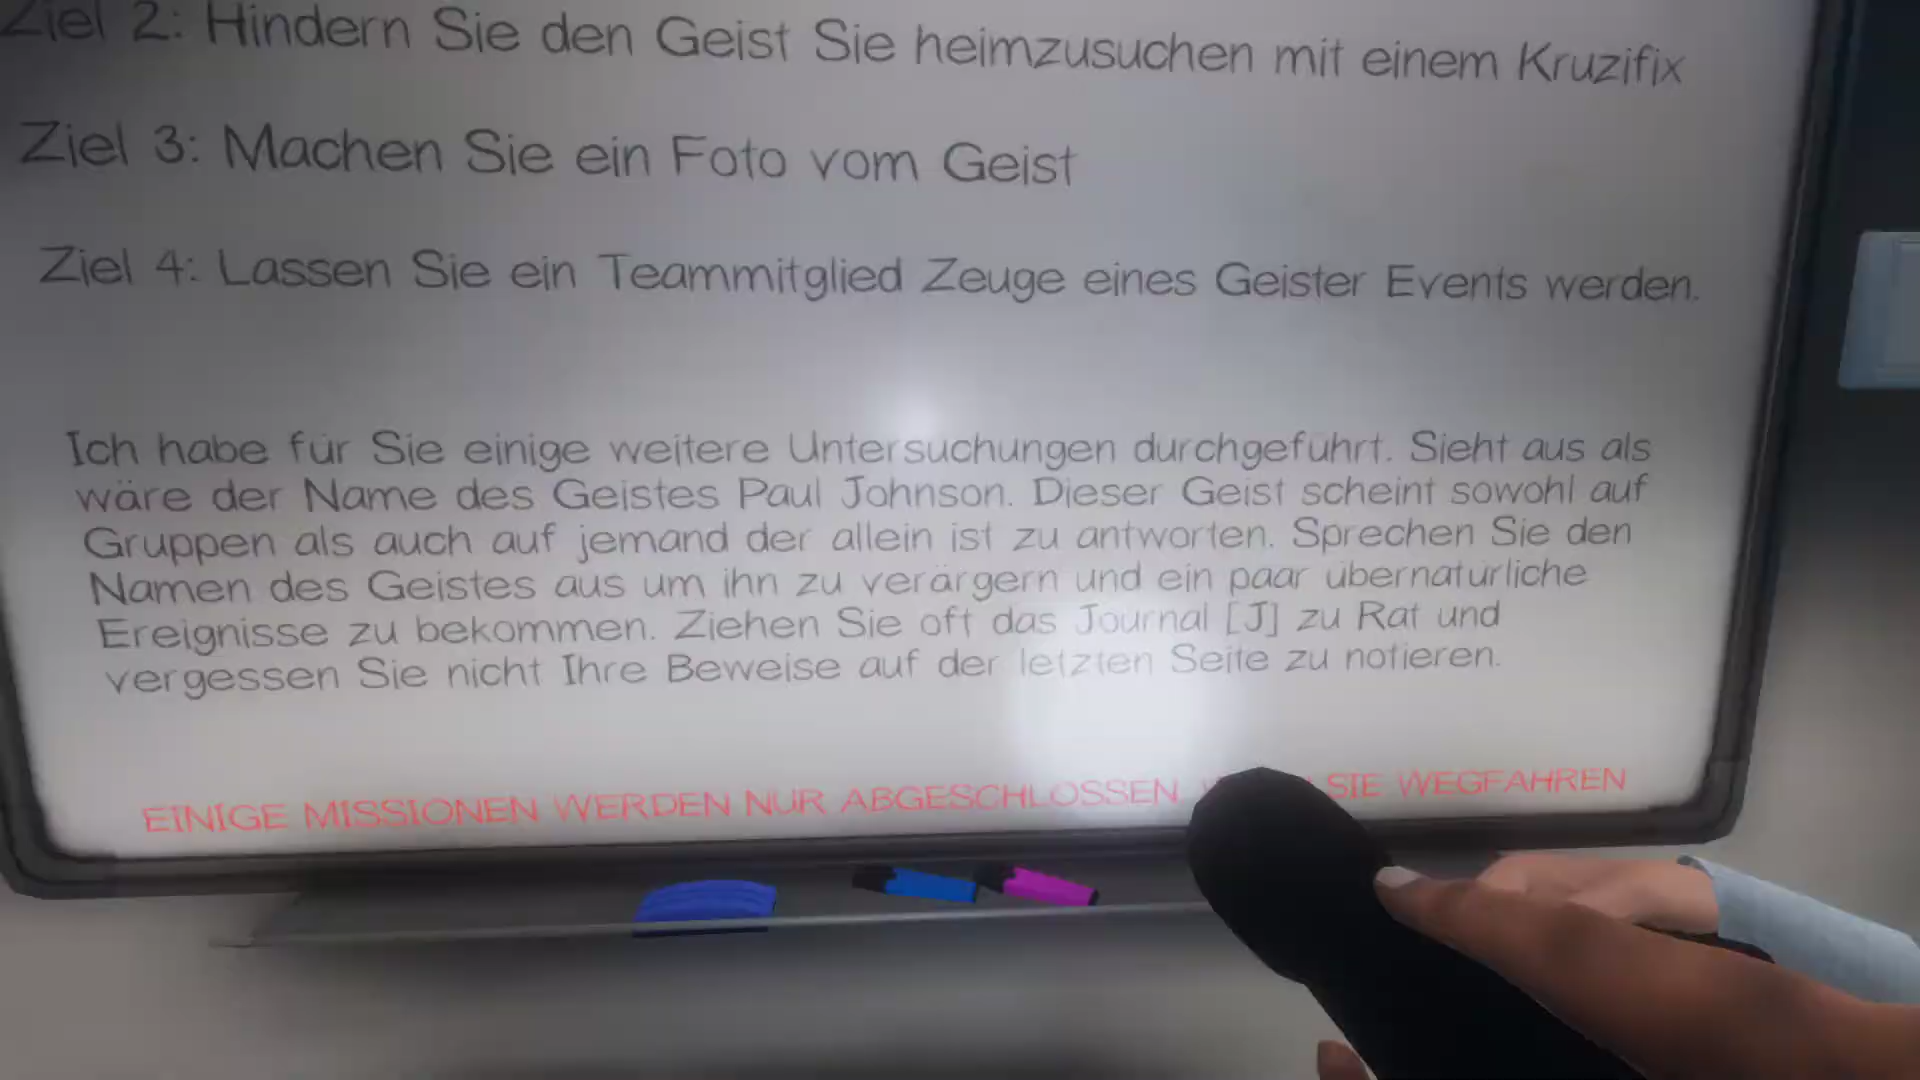 Ziel 2: Hindern Sie den Geist Sie heimzusuchen mit einem Kruzifix
Ziel 3: Machen Sie ein Foto vom Geist
Ziel 4: Lassen Sie ein Teammitglied Zeuge eines Geister Events werden.
Ich habe für Sie einige weitere Untersuchungen durchgeführt. Sieht aus als
wäre der Name des Geistes Paul Johnson. Dieser Geist scheint sowohl auf
Gruppen als auch auf jemand der allein ist zu antworten. Sprechen Sie den
Namen des Geistes aus um ihn zu verärgern und ein paar übernatürliche
Ereignisse zu bekommen. Ziehen Sie oft das Journal [J] zu Rat und
vergessen Sie nicht Ihre Beweise auf der letzten Seite zu notieren.
EINIGE MISSIONEN WERDEN NUR ABGESCHLOSSEN SIE WEGFAHREN